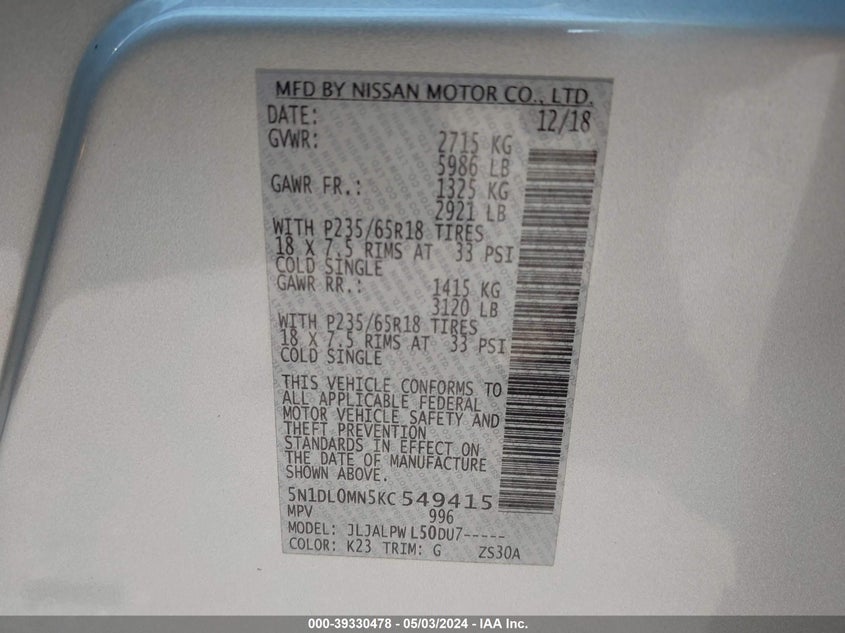 MFD BY NISSAN MOTOR CO., LTD.
DATE: 12/18
GVWR: 2715 KG
5986 LB
GAWR FR.: 1325 KG
2921 LB
WITH P235/65R18 TIRES
18 X 7.5 RIMS AT 33 PSI
COLD SINGLE
GAWR RR.: 1415 KG
3120 LB
WITH P235/65R18 TIRES
18 X 7.5 RIMS AT 33 PSI
COLD SINGLE
THIS VEHICLE CONFORMS TO
ALL APPLICABLE FEDERAL
MOTOR VEHICLE SAFETY AND
THEFT PREVENTION
STANDARDS IN EFFECT ON
THE DATE OF MANUFACTURE
SHOWN ABOVE.
5N1DL0MN5KC549415
MPV 996
MODEL: JLJALPWL50DU7-----
COLOR: K23 TRIM: G ZS30A
000-39330478 - 05/03/2024 - IAA Inc.